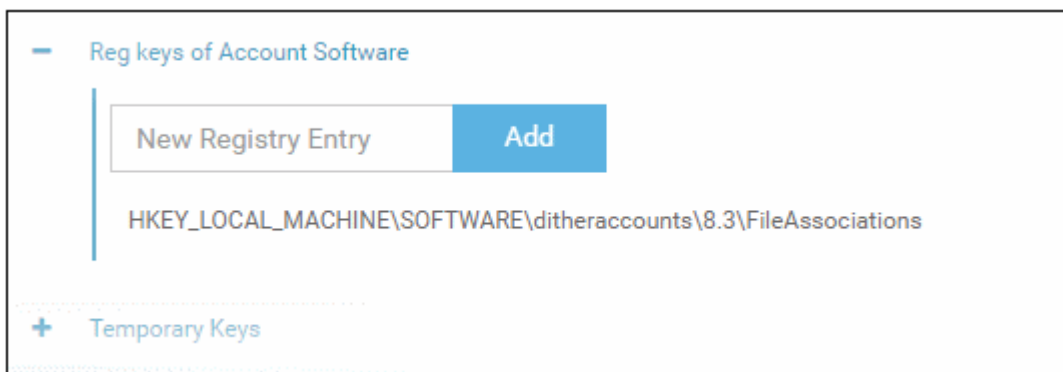 Reg keys of Account Software
New Registry Entry Add
HKEY_LOCAL_MACHINE\SOFTWARE\ditheraccounts\8.3\FileAssociations
Temporary Keys